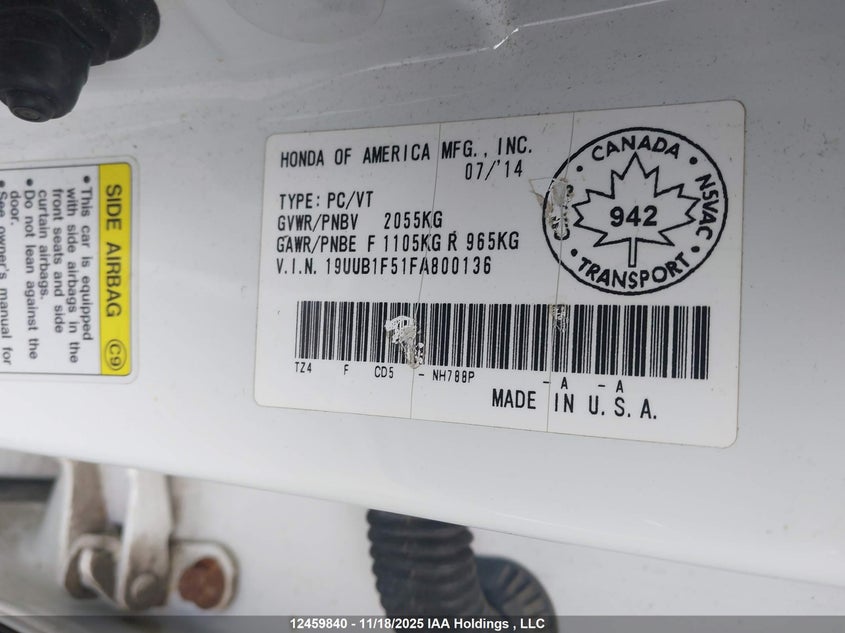 HONDA OF AMERICA MFG., INC.
07/'14
TYPE: PC/VT
GVWR/PNBV 2055KG
GAWR/PNBE F 1105KG R 965KG
V.I.N. 19UUB1F51FA800136
TZ4 F CD5 - NH788P - A - A
MADE IN U.S.A.
CANADA
NSVAC
942
TRANSPORT
SIDE AIRBAG C9
• This car is equipped
with side airbags in the
front seats and side
curtain airbags.
• Do not lean against the
door.
• See owner's manual for
12459840 - 11/18/2025 IAA Holdings , LLC